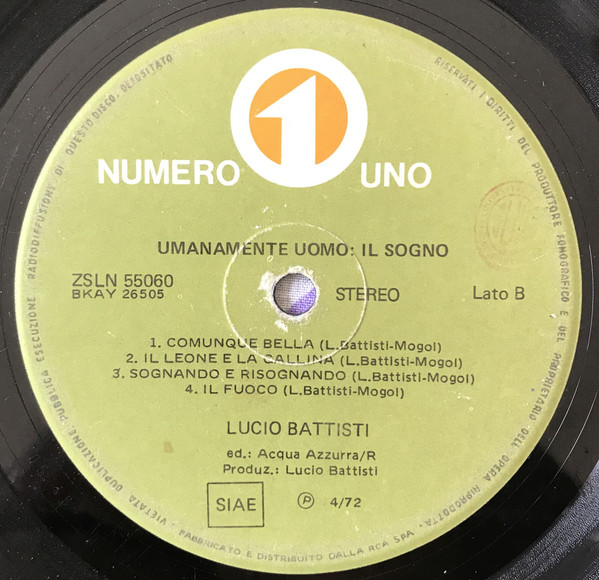 1
NUMERO UNO
UMANAMENTE UOMO: IL SOGNO
ZSLN 55060
BKAY 26505
STEREO
Lato B
1. COMUNQUE BELLA (L.Battisti-Mogol)
2. IL LEONE E LA GALLINA (L.Battisti-Mogol)
3. SOGNANDO E RISOGNANDO (L.Battisti-Mogol)
4. IL FUOCO (L.Battisti-Mogol)
LUCIO BATTISTI
ed.: Acqua Azzurra/R
Produz.: Lucio Battisti
SIAE
Ⓟ 4/72
RISERVATI I DIRITTI DEL PRODUTTORE FONOGRAFICO E DEL PROPRIETARIO DELL'OPERA RIPRODOTTA - VIETATA DUPLICAZIONE PUBBLICA ESECUZIONE RADIODIFFUSIONE DI QUESTO DISCO, DEPOSITATO
FABBRICATO E DISTRIBUITO DALLA RCA SPA